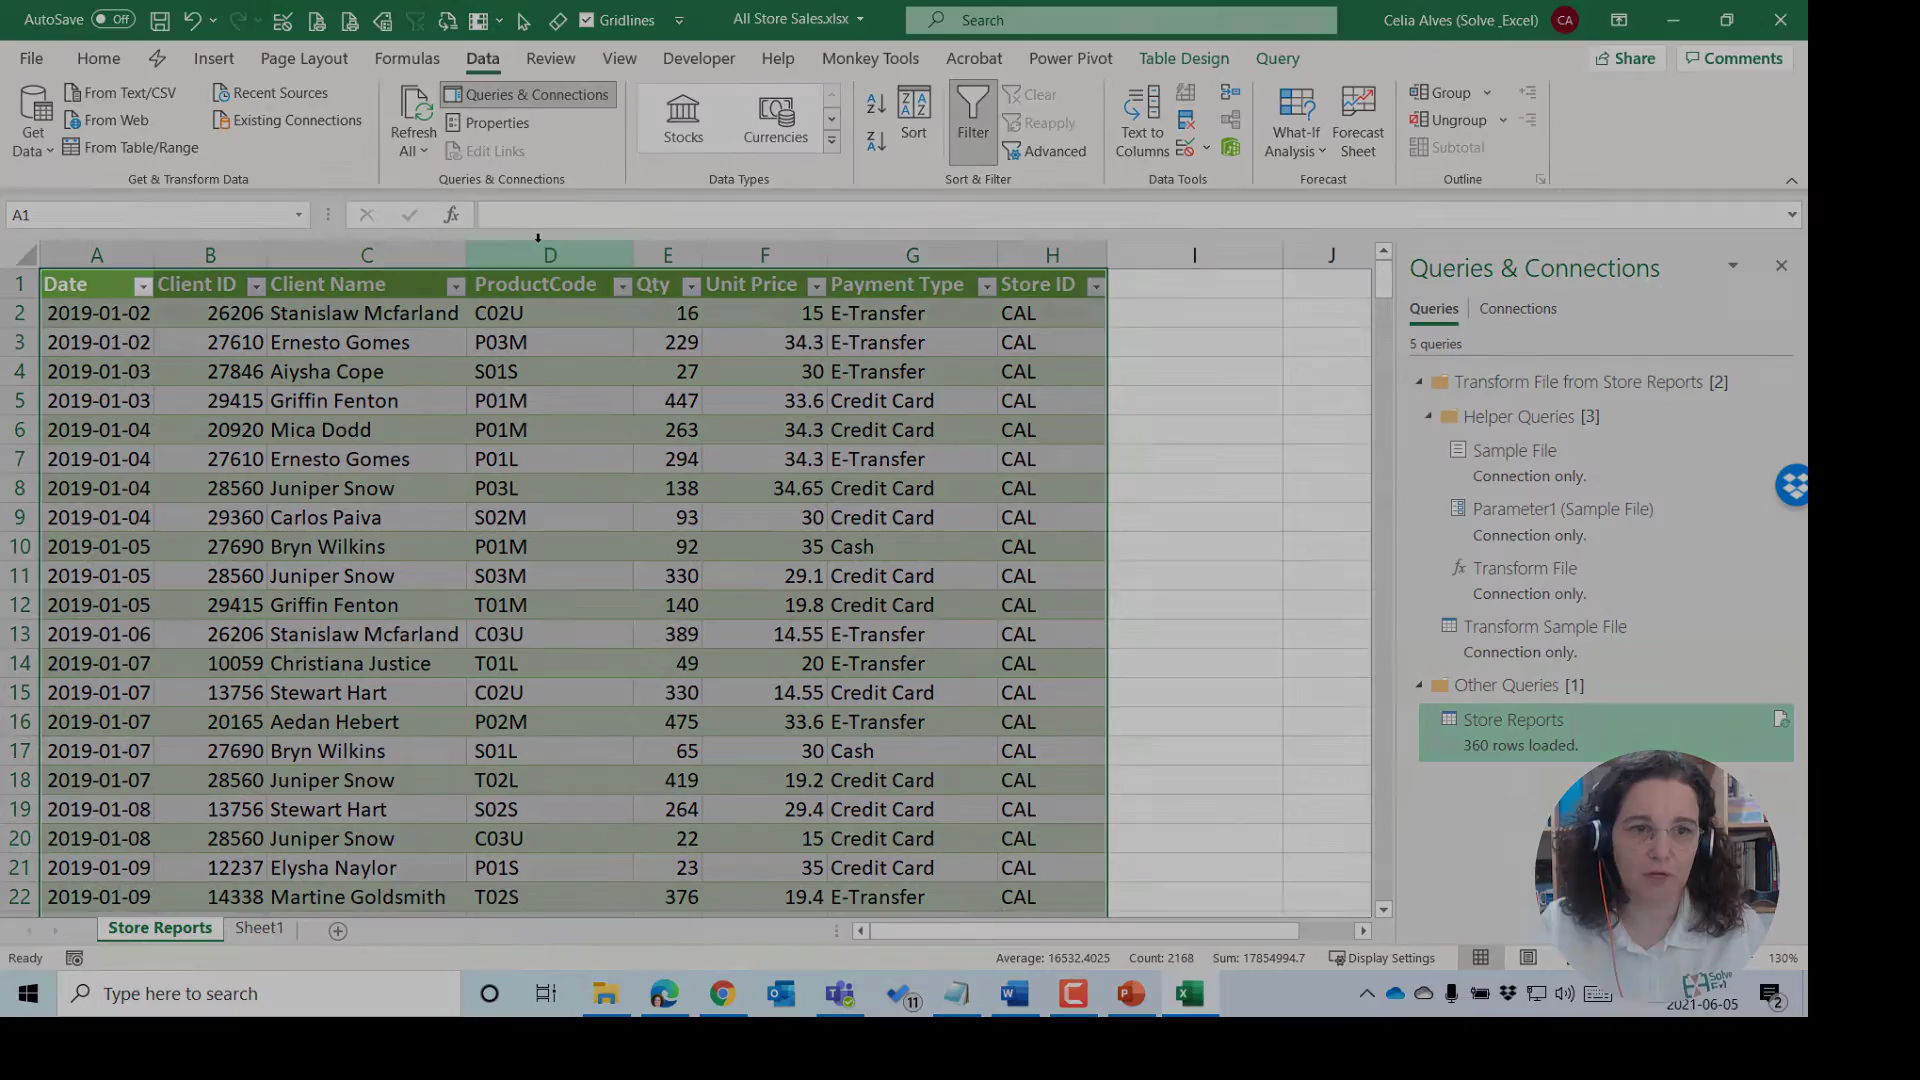 AutoSave Off Gridlines All Store Sales.xlsx Search Celia Alves (Solve _Excel) CA
File Home Insert Page Layout Formulas Data Review View Developer Help Monkey Tools Acrobat Power Pivot Table Design Query Share Comments
Get Data
From Text/CSV
From Web
From Table/Range
Recent Sources
Existing Connections
Get & Transform Data
Refresh All
Queries & Connections
Properties
Edit Links
Queries & Connections
Stocks
Currencies
Data Types
Sort
Filter
Clear
Reapply
Advanced
Sort & Filter
Text to Columns
Data Tools
What-If Analysis
Forecast Sheet
Forecast
Group
Ungroup
Subtotal
Outline
A1 fx
A B C D E F G H I J
1 Date Client ID Client Name ProductCode Qty Unit Price Payment Type Store ID
2 2019-01-02 26206 Stanislaw Mcfarland C02U 16 15 E-Transfer CAL
3 2019-01-02 27610 Ernesto Gomes P03M 229 34.3 E-Transfer CAL
4 2019-01-03 27846 Aiysha Cope S01S 27 30 E-Transfer CAL
5 2019-01-03 29415 Griffin Fenton P01M 447 33.6 Credit Card CAL
6 2019-01-04 20920 Mica Dodd P01M 263 34.3 Credit Card CAL
7 2019-01-04 27610 Ernesto Gomes P01L 294 34.3 E-Transfer CAL
8 2019-01-04 28560 Juniper Snow P03L 138 34.65 Credit Card CAL
9 2019-01-04 29360 Carlos Paiva S02M 93 30 Credit Card CAL
10 2019-01-05 27690 Bryn Wilkins P01M 92 35 Cash CAL
11 2019-01-05 28560 Juniper Snow S03M 330 29.1 Credit Card CAL
12 2019-01-05 29415 Griffin Fenton T01M 140 19.8 Credit Card CAL
13 2019-01-06 26206 Stanislaw Mcfarland C03U 389 14.55 E-Transfer CAL
14 2019-01-07 10059 Christiana Justice T01L 49 20 E-Transfer CAL
15 2019-01-07 13756 Stewart Hart C02U 330 14.55 Credit Card CAL
16 2019-01-07 20165 Aedan Hebert P02M 475 33.6 E-Transfer CAL
17 2019-01-07 27690 Bryn Wilkins S01L 65 30 Cash CAL
18 2019-01-07 28560 Juniper Snow T02L 419 19.2 Credit Card CAL
19 2019-01-08 13756 Stewart Hart S02S 264 29.4 Credit Card CAL
20 2019-01-08 28560 Juniper Snow C03U 22 15 Credit Card CAL
21 2019-01-09 12237 Elysha Naylor P01S 23 35 Credit Card CAL
22 2019-01-09 14338 Martine Goldsmith T02S 376 19.4 E-Transfer CAL
Queries & Connections
Queries Connections
5 queries
Transform File from Store Reports [2]
Helper Queries [3]
Sample File
Connection only.
Parameter1 (Sample File)
Connection only.
fx Transform File
Connection only.
Transform Sample File
Connection only.
Other Queries [1]
Store Reports
360 rows loaded.
Store Reports Sheet1
Ready Average: 16532.4025 Count: 2168 Sum: 17854994.7 Display Settings 130%
Type here to search 11
Solve
2021-06-05 2